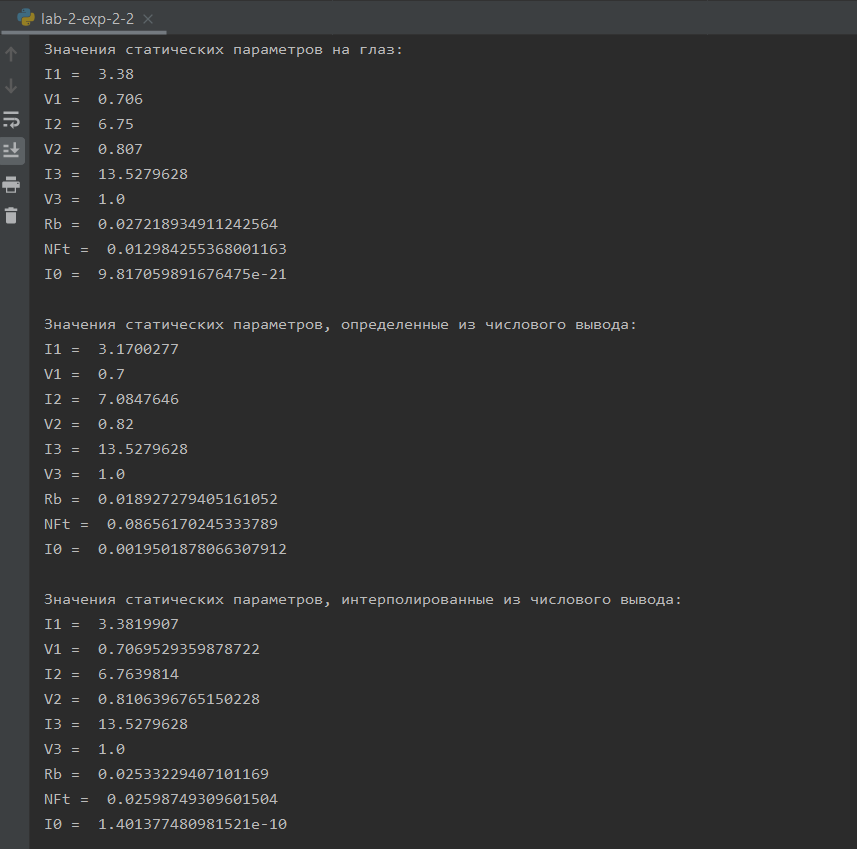 lab-2-exp-2-2
Значения статических параметров на глаз:
I1 =  3.38
V1 =  0.706
I2 =  6.75
V2 =  0.807
I3 =  13.5279628
V3 =  1.0
Rb =  0.027218934911242564
NFt =  0.012984255368001163
I0 =  9.817059891676475e-21
Значения статических параметров, определенные из числового вывода:
I1 =  3.1700277
V1 =  0.7
I2 =  7.0847646
V2 =  0.82
I3 =  13.5279628
V3 =  1.0
Rb =  0.018927279405161052
NFt =  0.08656170245333789
I0 =  0.0019501878066307912
Значения статических параметров, интерполированные из числового вывода:
I1 =  3.3819907
V1 =  0.7069529359878722
I2 =  6.7639814
V2 =  0.8106396765150228
I3 =  13.5279628
V3 =  1.0
Rb =  0.02533229407101169
NFt =  0.02598749309601504
I0 =  1.401377480981521e-10